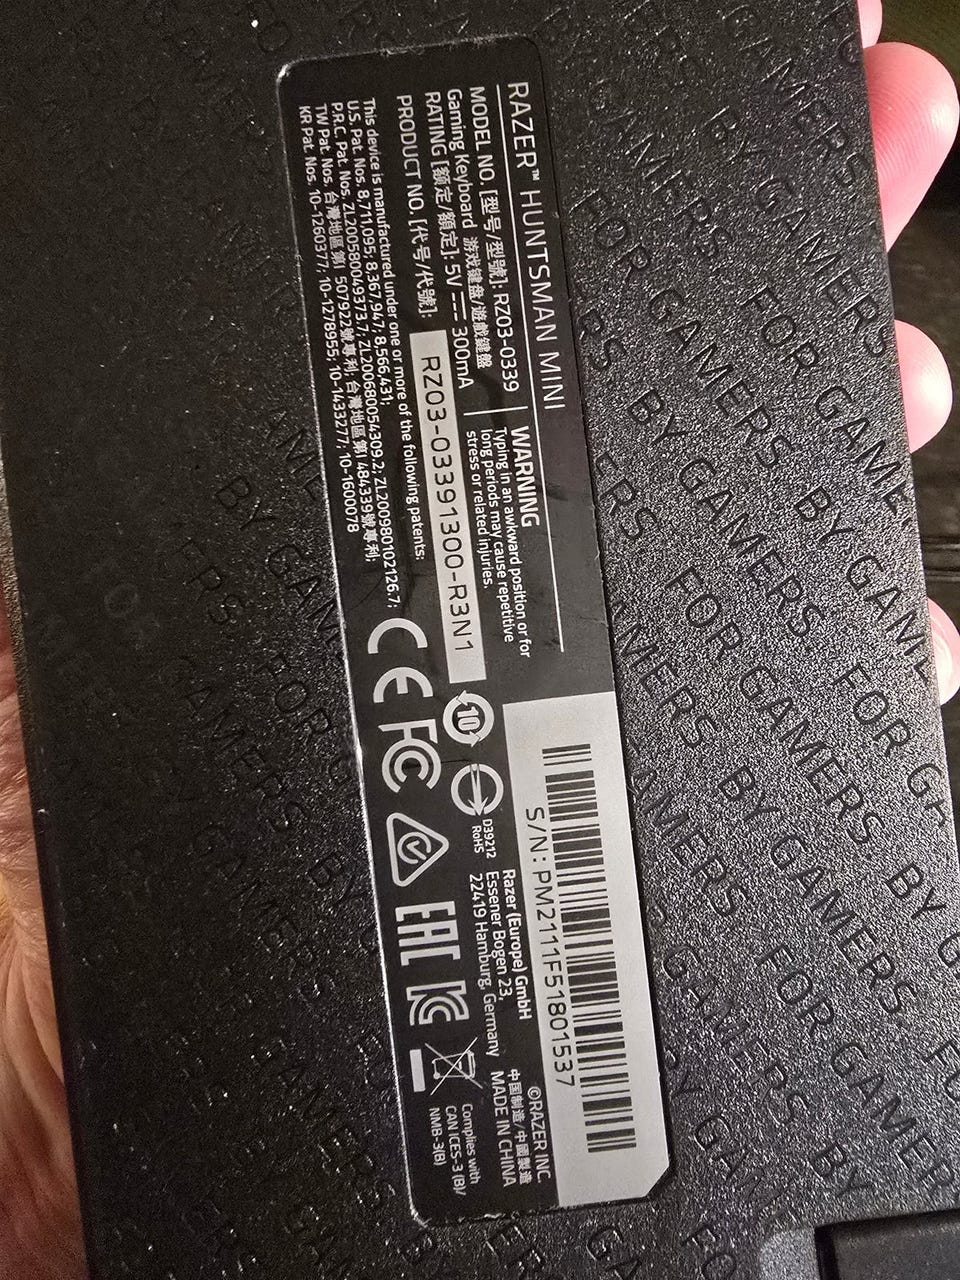 RAZER™ HUNTSMAN MINI
MODEL NO. [型号/型號]: RZ03-0339
Gaming Keyboard 游戏键盘/遊戲鍵盤
RATING [额定/額定]: 5V ⎓ 300mA
PRODUCT NO. [代号/代號]:
RZ03-03391300-R3N1
WARNING
Typing in an awkward position or for
long periods may cause repetitive
stress or related injuries.
This device is manufactured under one or more of the following patents:
U.S. Pat. Nos. 8,711,095; 8,367,947; 8,566,431;
P.R.C. Pat. Nos. ZL200580049373.7; ZL200680054309.2; ZL200980102126.7;
TW Pat. Nos. 台灣地區第I 507922號專利; 台灣地區第I 484339號專利;
KR Pat. Nos. 10-1260377; 10-1278955; 10-1433277; 10-1600078
S/N: PM2111F51801537
10
D39212
RoHS
CE
FC
EAC
Razer (Europe) GmbH
Essener Bogen 23,
22419 Hamburg, Germany
©RAZER INC.
中国制造/中國製造
MADE IN CHINA
Complies with
CAN ICES-3 (B)/
NMB-3(B)
FOR GAMERS BY GAMERS